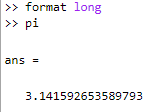 >> format long
>> pi
ans =
3.141592653589793